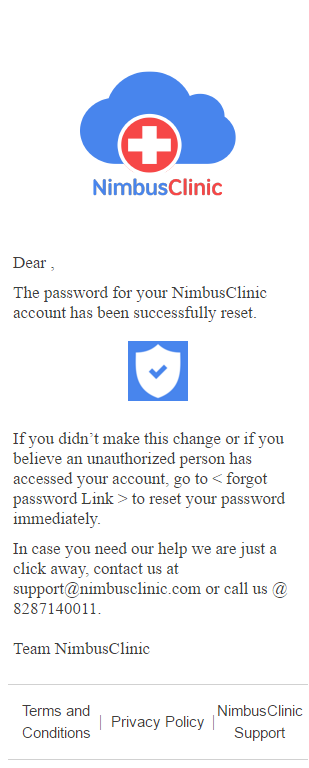 NimbusClinic
Dear ,
The password for your NimbusClinic
account has been successfully reset.
If you didn’t make this change or if you
believe an unauthorized person has
accessed your account, go to < forgot
password Link > to reset your password
immediately.
In case you need our help we are just a
click away, contact us at
support@nimbusclinic.com or call us @
8287140011.
Team NimbusClinic
Terms and
Conditions
| Privacy Policy |
NimbusClinic
Support